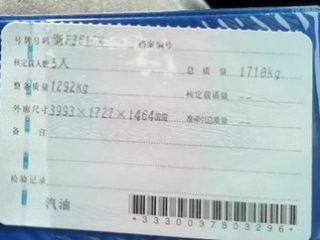 号牌号码 档案编号
核定载人数 5人 总质量 1710kg
整备质量 1292kg 核定载质量 --
外廓尺寸 3993×1727×1464mm 准牵引总质量 --
备注
检验记录
汽油
*3330037803296*